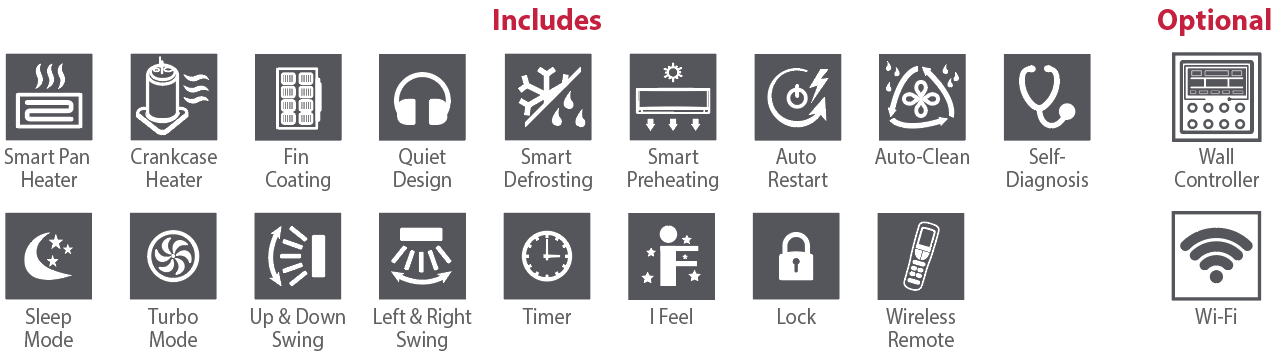 Includes
Optional
Smart Pan
Heater
Crankcase
Heater
Fin
Coating
Quiet
Design
Smart
Defrosting
Smart
Preheating
Auto
Restart
Auto-Clean
Self-
Diagnosis
Wall
Controller
Sleep
Mode
Turbo
Mode
Up & Down
Swing
Left & Right
Swing
Timer
I Feel
Lock
Wireless
Remote
Wi-Fi